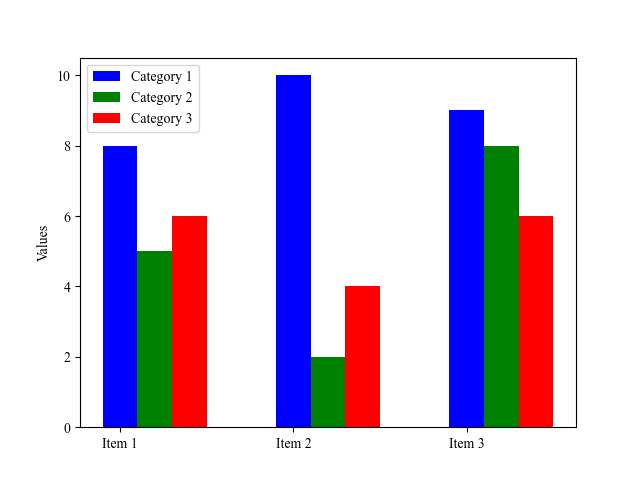 10
8
6
4
2
0
Values
Category 1
Category 2
Category 3
Item 1
Item 2
Item 3